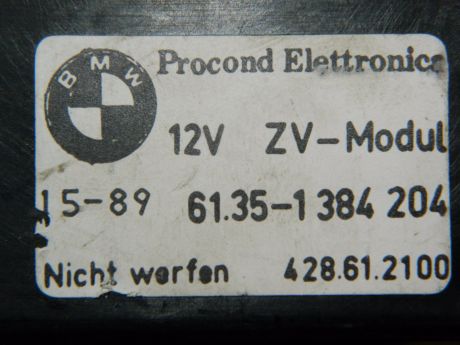 BMW
Procond Elettronica
12V ZV-Modul
15-89 61.35-1 384 204
Nicht werfen 428.61.2100